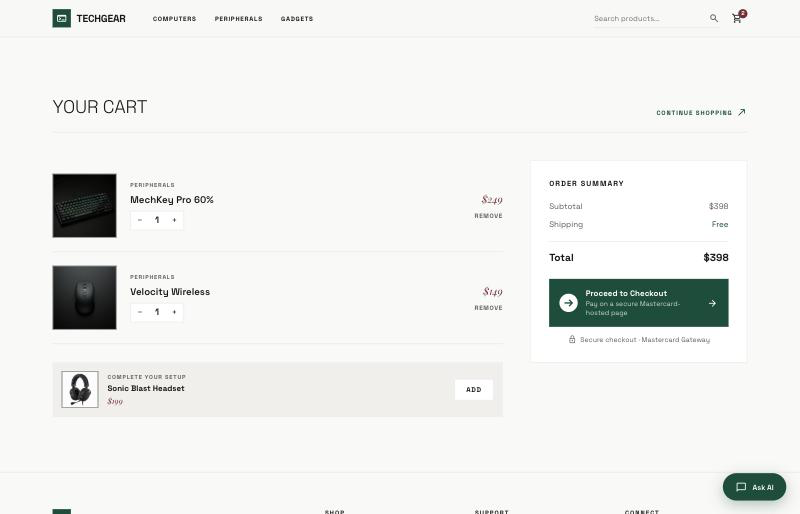 TECHGEAR
COMPUTERS
PERIPHERALS
GADGETS
Search products...
2
YOUR CART
CONTINUE SHOPPING
PERIPHERALS
MechKey Pro 60%
− 1 +
$249
REMOVE
PERIPHERALS
Velocity Wireless
− 1 +
$149
REMOVE
COMPLETE YOUR SETUP
Sonic Blast Headset
$199
ADD
ORDER SUMMARY
Subtotal $398
Shipping Free
Total $398
Proceed to Checkout
Pay on a secure Mastercard-
hosted page
Secure checkout · Mastercard Gateway
Ask AI
SHOP
SUPPORT
CONNECT